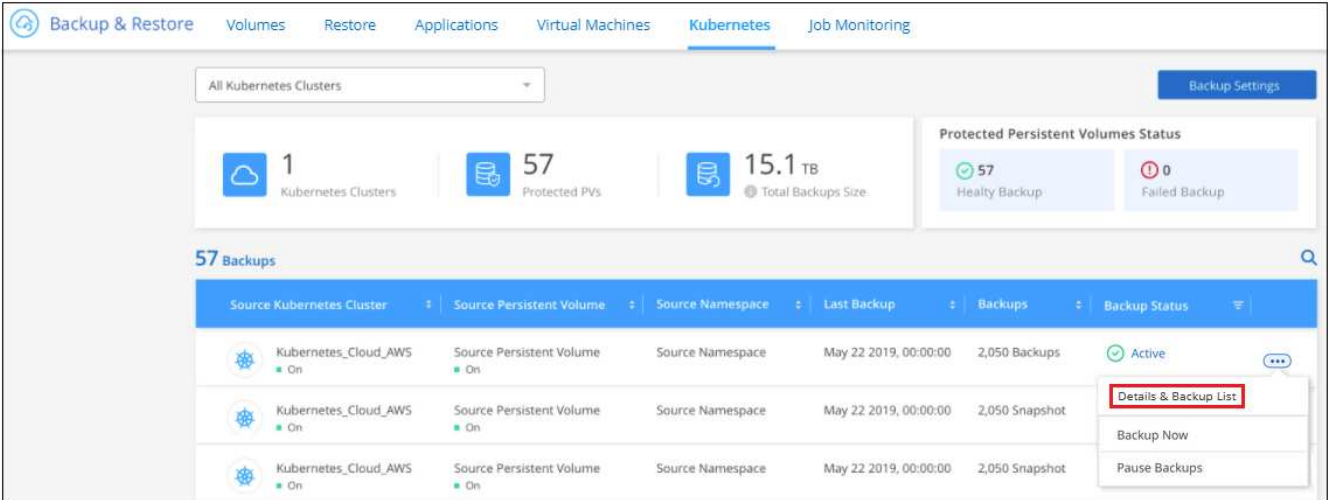 Backup & Restore Volumes Restore Applications Virtual Machines Kubernetes Job Monitoring
All Kubernetes Clusters
Backup Settings
1
Kubernetes Clusters
57
Protected PVs
15.1 TB
Total Backups Size
Protected Persistent Volumes Status
57
Healty Backup
0
Failed Backup
57 Backups
Source Kubernetes Cluster Source Persistent Volume Source Namespace Last Backup Backups Backup Status
Kubernetes_Cloud_AWS Source Persistent Volume Source Namespace May 22 2019, 00:00:00 2,050 Backups Active
On On
Details & Backup List
Kubernetes_Cloud_AWS Source Persistent Volume Source Namespace May 22 2019, 00:00:00 2,050 Snapshot
On On
Backup Now
Kubernetes_Cloud_AWS Source Persistent Volume Source Namespace May 22 2019, 00:00:00 2,050 Snapshot Pause Backups
On On